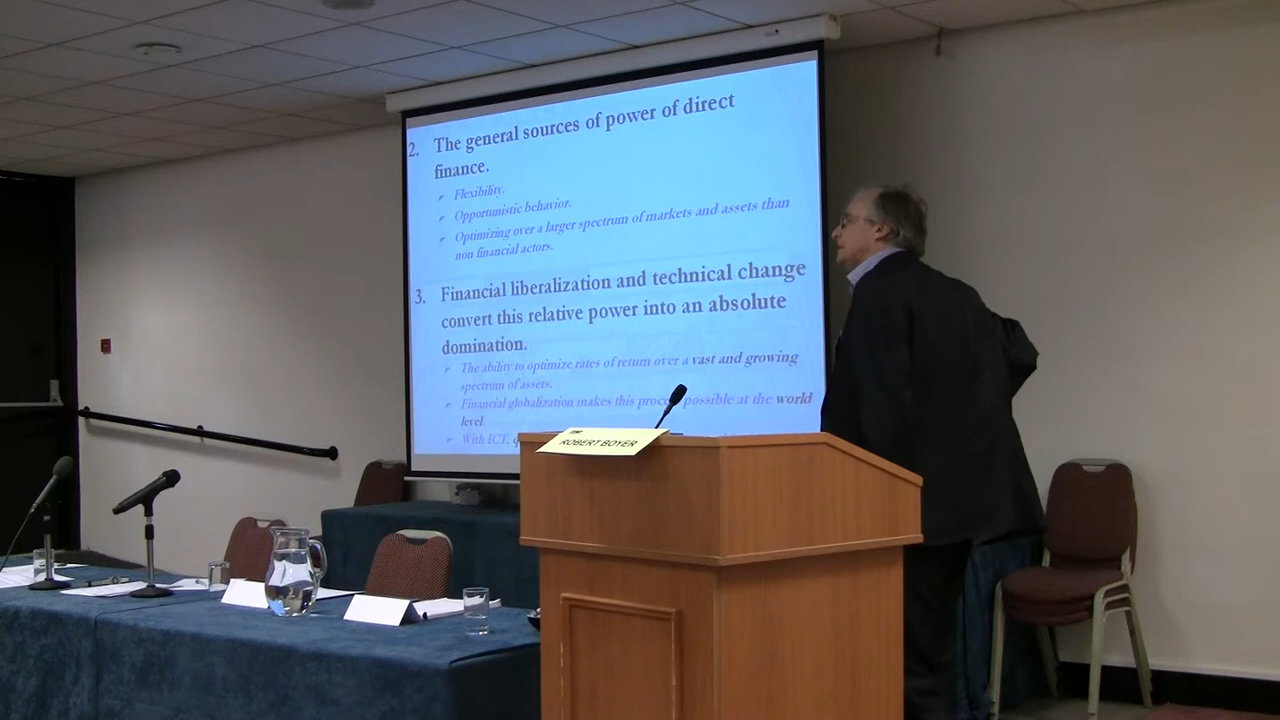 2. The general sources of power of direct
finance.
Flexibility.
Opportunistic behavior.
Optimizing over a larger spectrum of markets and assets than
non financial actors.
3. Financial liberalization and technical change
convert this relative power into an absolute
domination.
The ability to optimize rates of return over a vast and growing
spectrum of assets.
Financial globalization makes this possible at the world
level.
With ICT,
ROBERT BOYER